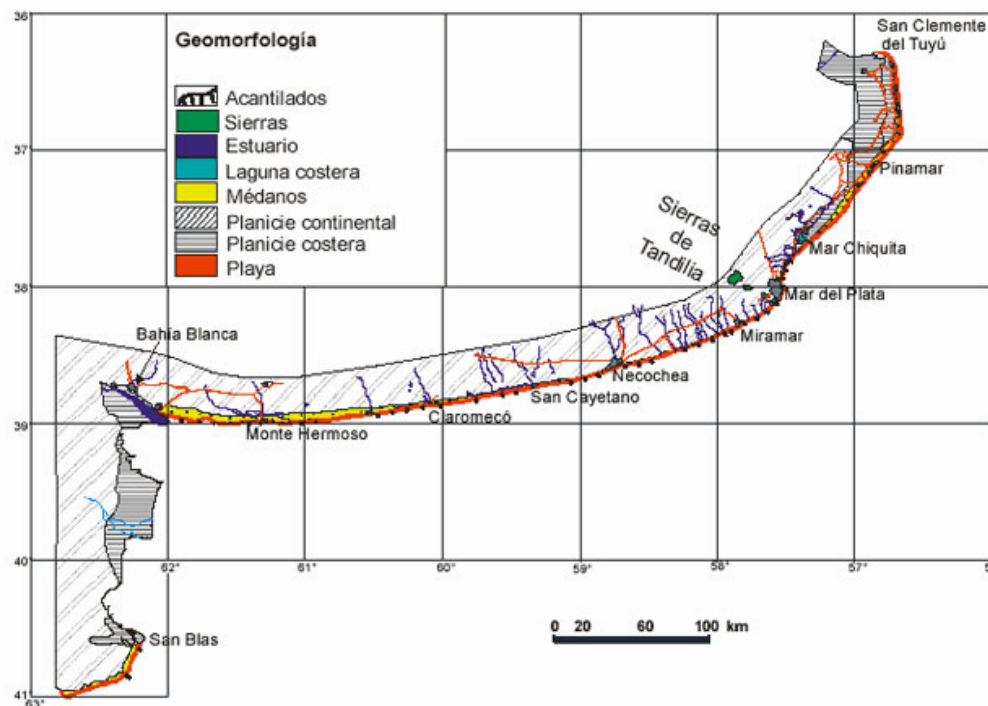 36
37
38
39
40
41
63°
62°
61°
60°
59°
58°
57°
Geomorfología
Acantilados
Sierras
Estuario
Laguna costera
Médanos
Planicie continental
Planicie costera
Playa
San Clemente
del Tuyú
Pinamar
Sierras
de
Tandilia
Mar Chiquita
Mar del Plata
Miramar
Necochea
San Cayetano
Claromecó
Monte Hermoso
Bahía Blanca
San Blas
0 20 60 100 km